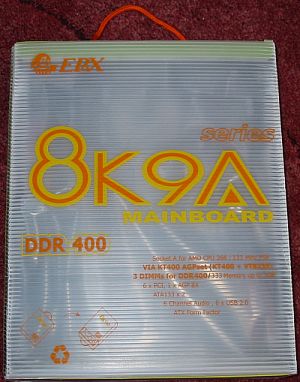 EPoX
series
8K9A
MAINBOARD
DDR 400
Socket A for AMD CPU 266 / 333 MHz FSB
VIA KT400 AGPset (KT400 + VT8235)
3 DIMMs for DDR400/333 Memory up to 3GB
6 x PCI, 1 x AGP 8X
ATA133 x 2
6 Channel Audio , 6 x USB 2.0
ATX Form Factor